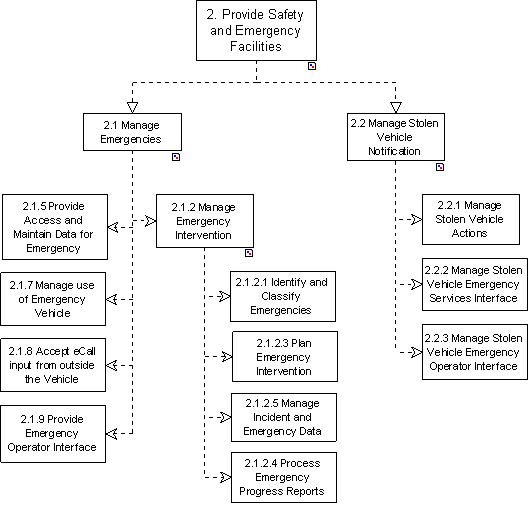 2. Provide Safety
and Emergency
Facilities
2.1 Manage
Emergencies
2.2 Manage Stolen
Vehicle
Notification
2.1.5 Provide
Access and
Maintain Data for
Emergency
2.1.2 Manage
Emergency
Intervention
2.2.1 Manage
Stolen Vehicle
Actions
2.1.7 Manage use
of Emergency
Vehicle
2.1.2.1 Identify and
Classify
Emergencies
2.2.2 Manage Stolen
Vehicle Emergency
Services Interface
2.1.8 Accept eCall
input from outside
the Vehicle
2.1.2.3 Plan
Emergency
Intervention
2.2.3 Manage Stolen
Vehicle Emergency
Operator Interface
2.1.9 Provide
Emergency
Operator Interface
2.1.2.5 Manage
Incident and
Emergency Data
2.1.2.4 Process
Emergency
Progress Reports